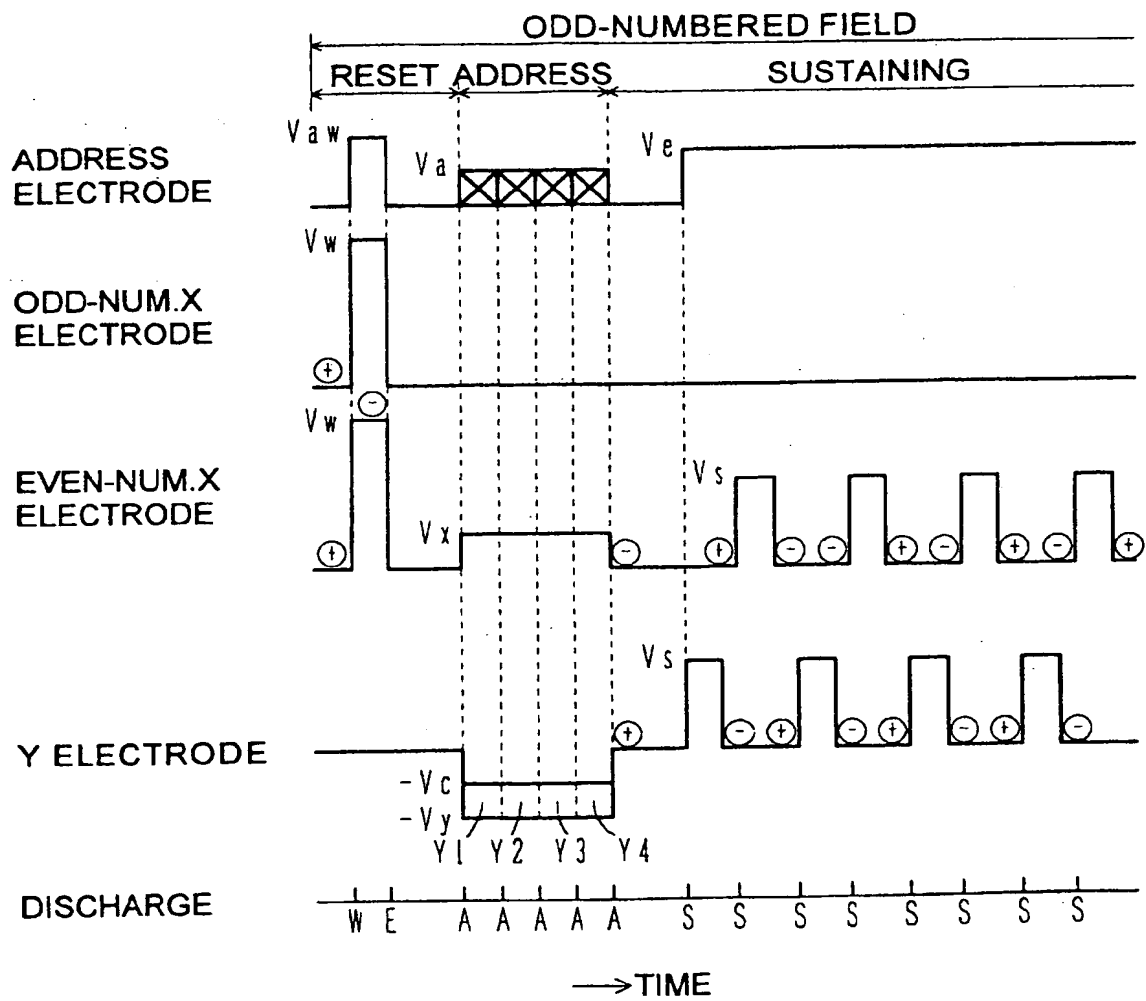 ODD-NUMBERED FIELD
RESET ADDRESS SUSTAINING
Vaw
Va
Ve
ADDRESS
ELECTRODE
Vw
ODD-NUM.X
ELECTRODE
+
-
Vw
EVEN-NUM.X
ELECTRODE
Vs
Vx
+ - + - - + - + - +
Vs
Y ELECTRODE
+ - + - + - + -
-Vc
-Vy
Y1 Y2 Y3 Y4
DISCHARGE
W E A A A A A S S S S S S S S
→TIME